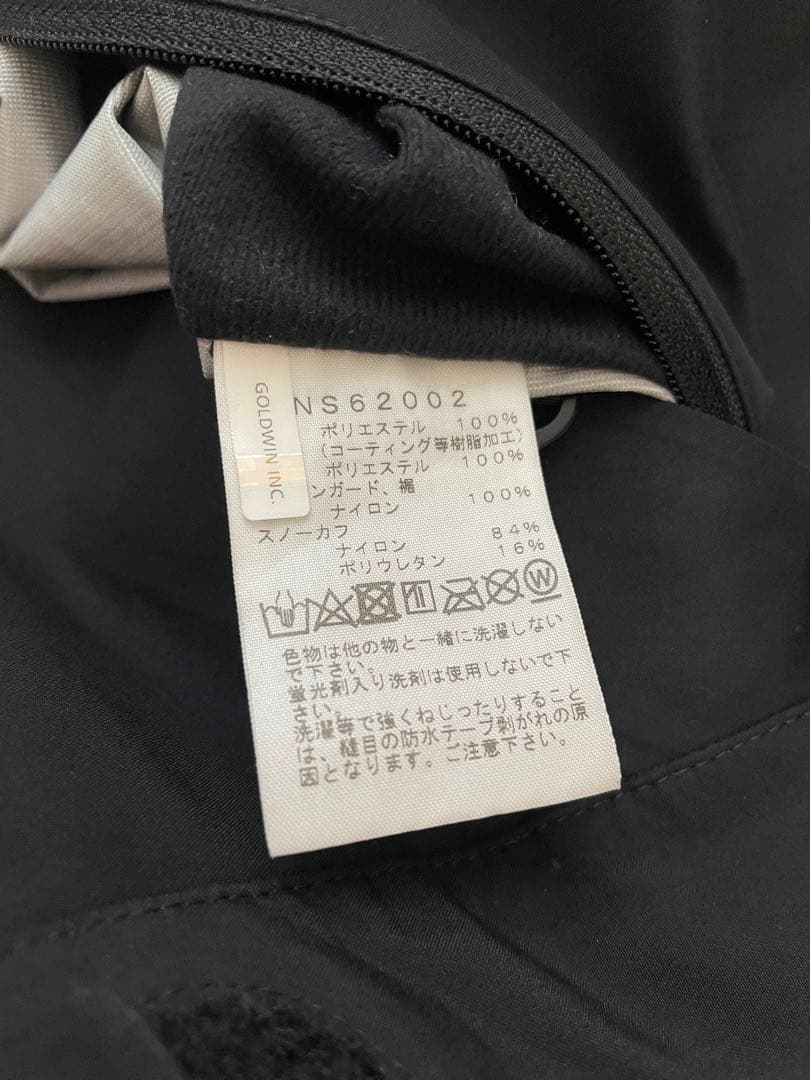 GOLDWIN INC.
NS62002
ポリエステル 100%
(コーティング等樹脂加工)
ポリエステル 100%
ンガード、裾
ナイロン 100%
スノーカフ
ナイロン 84%
ポリウレタン 16%
W
色物は他の物と一緒に洗濯しない
で下さい。
蛍光剤入り洗剤は使用しないで下
さい。
洗濯等で強くねじったりすること
は、縫目の防水テープ剥がれの原
因となります。ご注意下さい。